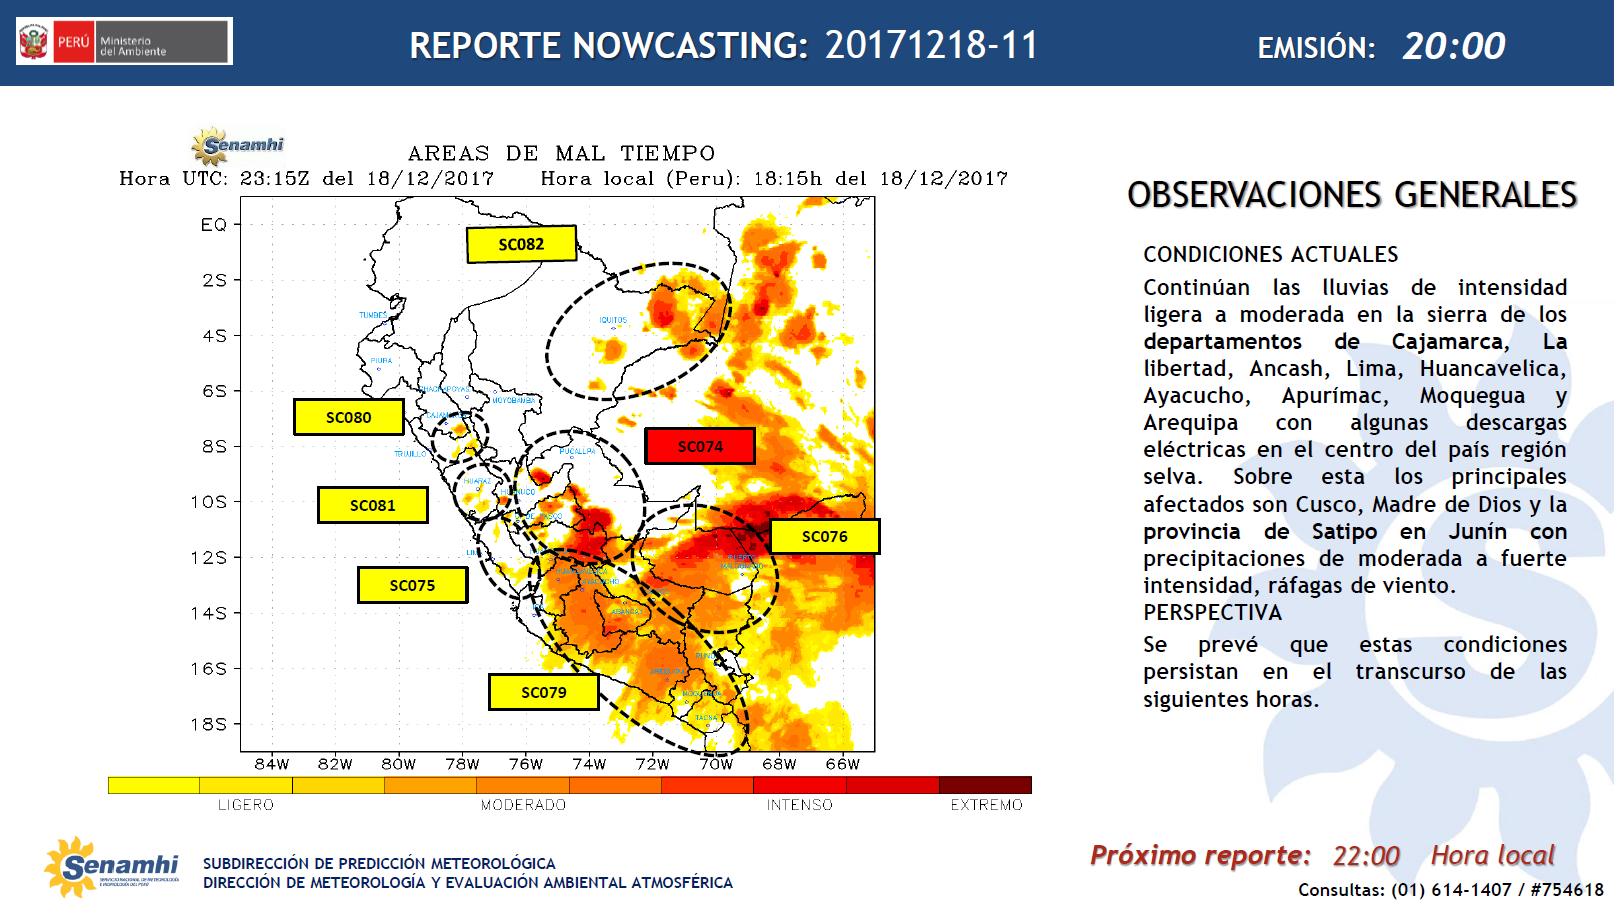 PERÚ
Ministerio
del Ambiente
REPORTE NOWCASTING: 20171218-11
EMISIÓN: 20:00
Senamhi
AREAS DE MAL TIEMPO
Hora UTC: 23:15Z del 18/12/2017 Hora local (Peru): 18:15h del 18/12/2017
EQ
2S
4S
6S
8S
10S
12S
14S
16S
18S
84W 82W 80W 78W 76W 74W 72W 70W 68W 66W
SC082
SC080
SC074
SC081
SC076
SC075
SC079
TUMBES
IQUITOS
PIURA
MOYOBAMBA
TRUJILLO
PUCALLPA
HUARAZ
TACNA
LIGERO MODERADO INTENSO EXTREMO
OBSERVACIONES GENERALES
CONDICIONES ACTUALES
Continúan las lluvias de intensidad
ligera a moderada en la sierra de los
departamentos de Cajamarca, La
libertad, Ancash, Lima, Huancavelica,
Ayacucho, Apurímac, Moquegua y
Arequipa con algunas descargas
eléctricas en el centro del país región
selva. Sobre esta los principales
afectados son Cusco, Madre de Dios y la
provincia de Satipo en Junín con
precipitaciones de moderada a fuerte
intensidad, ráfagas de viento.
PERSPECTIVA
Se prevé que estas condiciones
persistan en el transcurso de las
siguientes horas.
Senamhi
SUBDIRECCIÓN DE PREDICCIÓN METEOROLÓGICA
DIRECCIÓN DE METEOROLOGÍA Y EVALUACIÓN AMBIENTAL ATMOSFÉRICA
Próximo reporte: 22:00 Hora local
Consultas: (01) 614-1407 / #754618